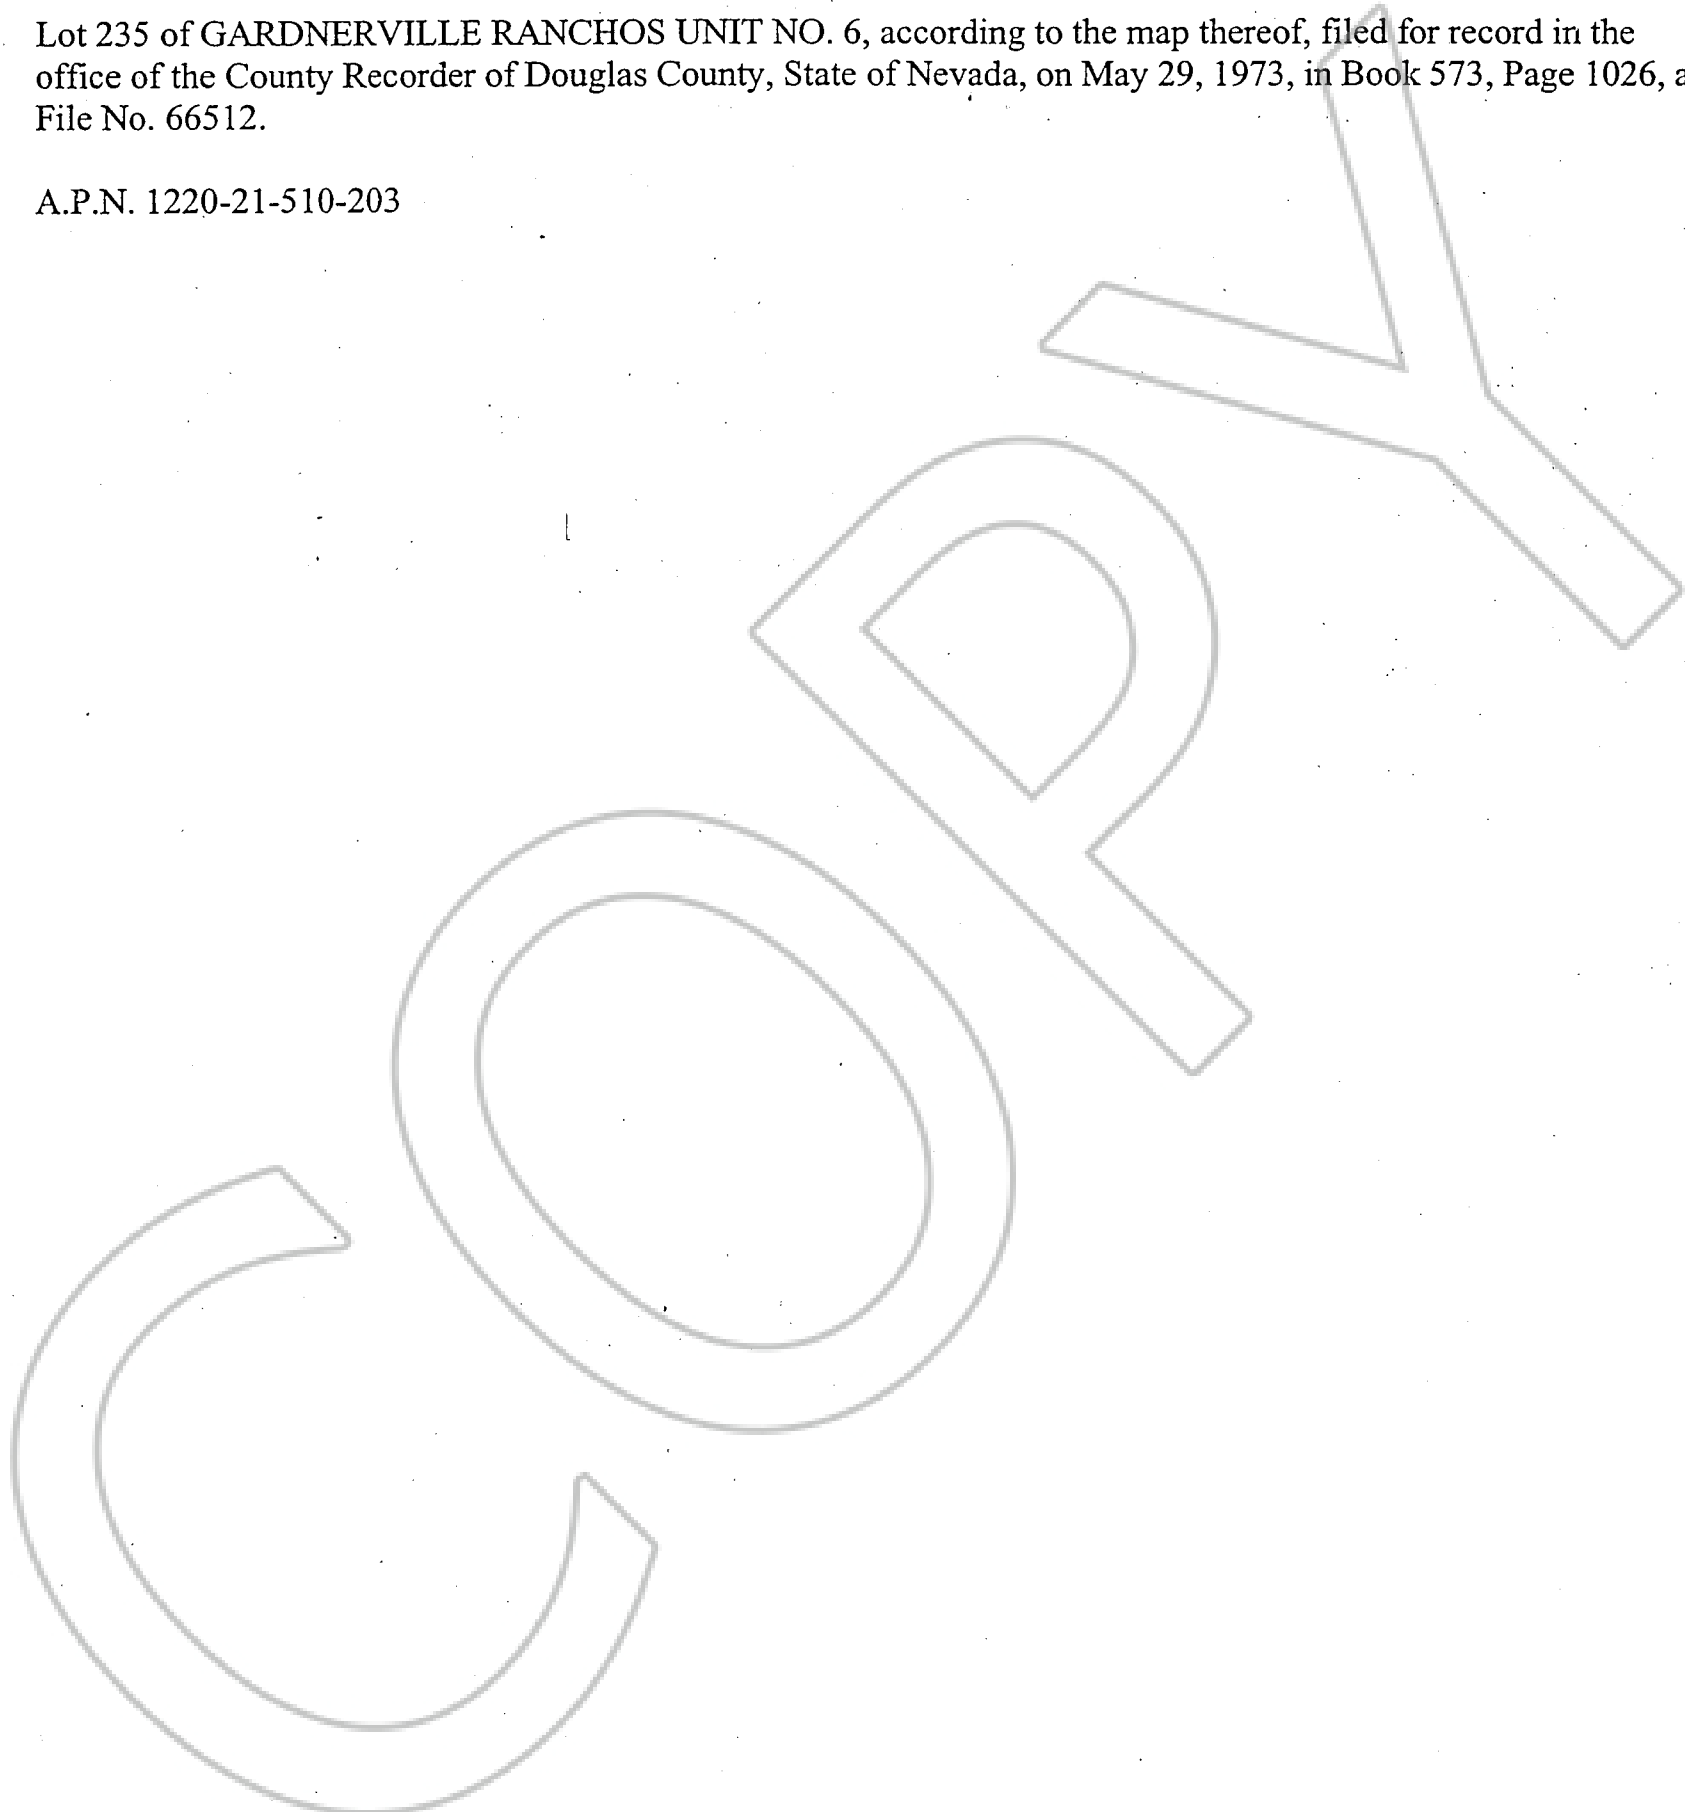 Lot 235 of GARDNERVILLE RANCHOS UNIT NO. 6, according to the map thereof, filed for record in the
office of the County Recorder of Douglas County, State of Nevada, on May 29, 1973, in Book 573, Page 1026, a
File No. 66512.
A.P.N. 1220-21-510-203
COPY